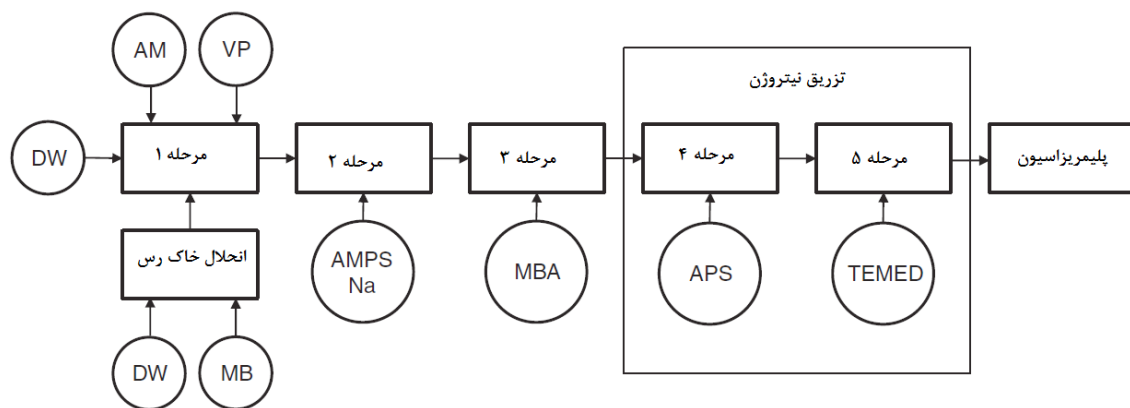 AM
VP
تزریق نیتروژن
DW
مرحله ۱
مرحله ۲
مرحله ۳
مرحله ۴
مرحله ۵
پلیمریزاسیون
انحلال خاک رس
AMPS
Na
MBA
APS
TEMED
DW
MB